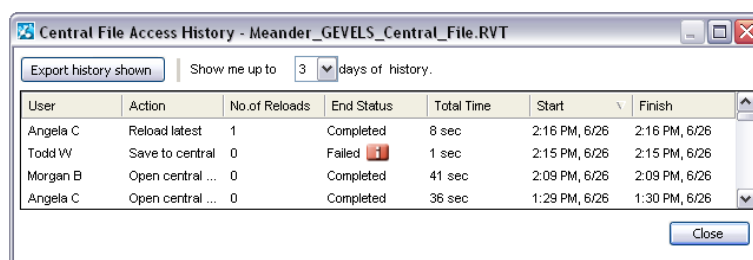 Central File Access History - Meander_GEVELS_Central_File.RVT
Export history shown Show me up to 3 days of history.
User Action No.of Reloads End Status Total Time Start Finish
Angela C Reload latest 1 Completed 8 sec 2:16 PM, 6/26 2:16 PM, 6/26
Todd W Save to central 0 Failed 1 sec 2:15 PM, 6/26 2:15 PM, 6/26
Morgan B Open central ... 0 Completed 41 sec 2:09 PM, 6/26 2:09 PM, 6/26
Angela C Open central ... 0 Completed 36 sec 1:29 PM, 6/26 1:30 PM, 6/26
Close